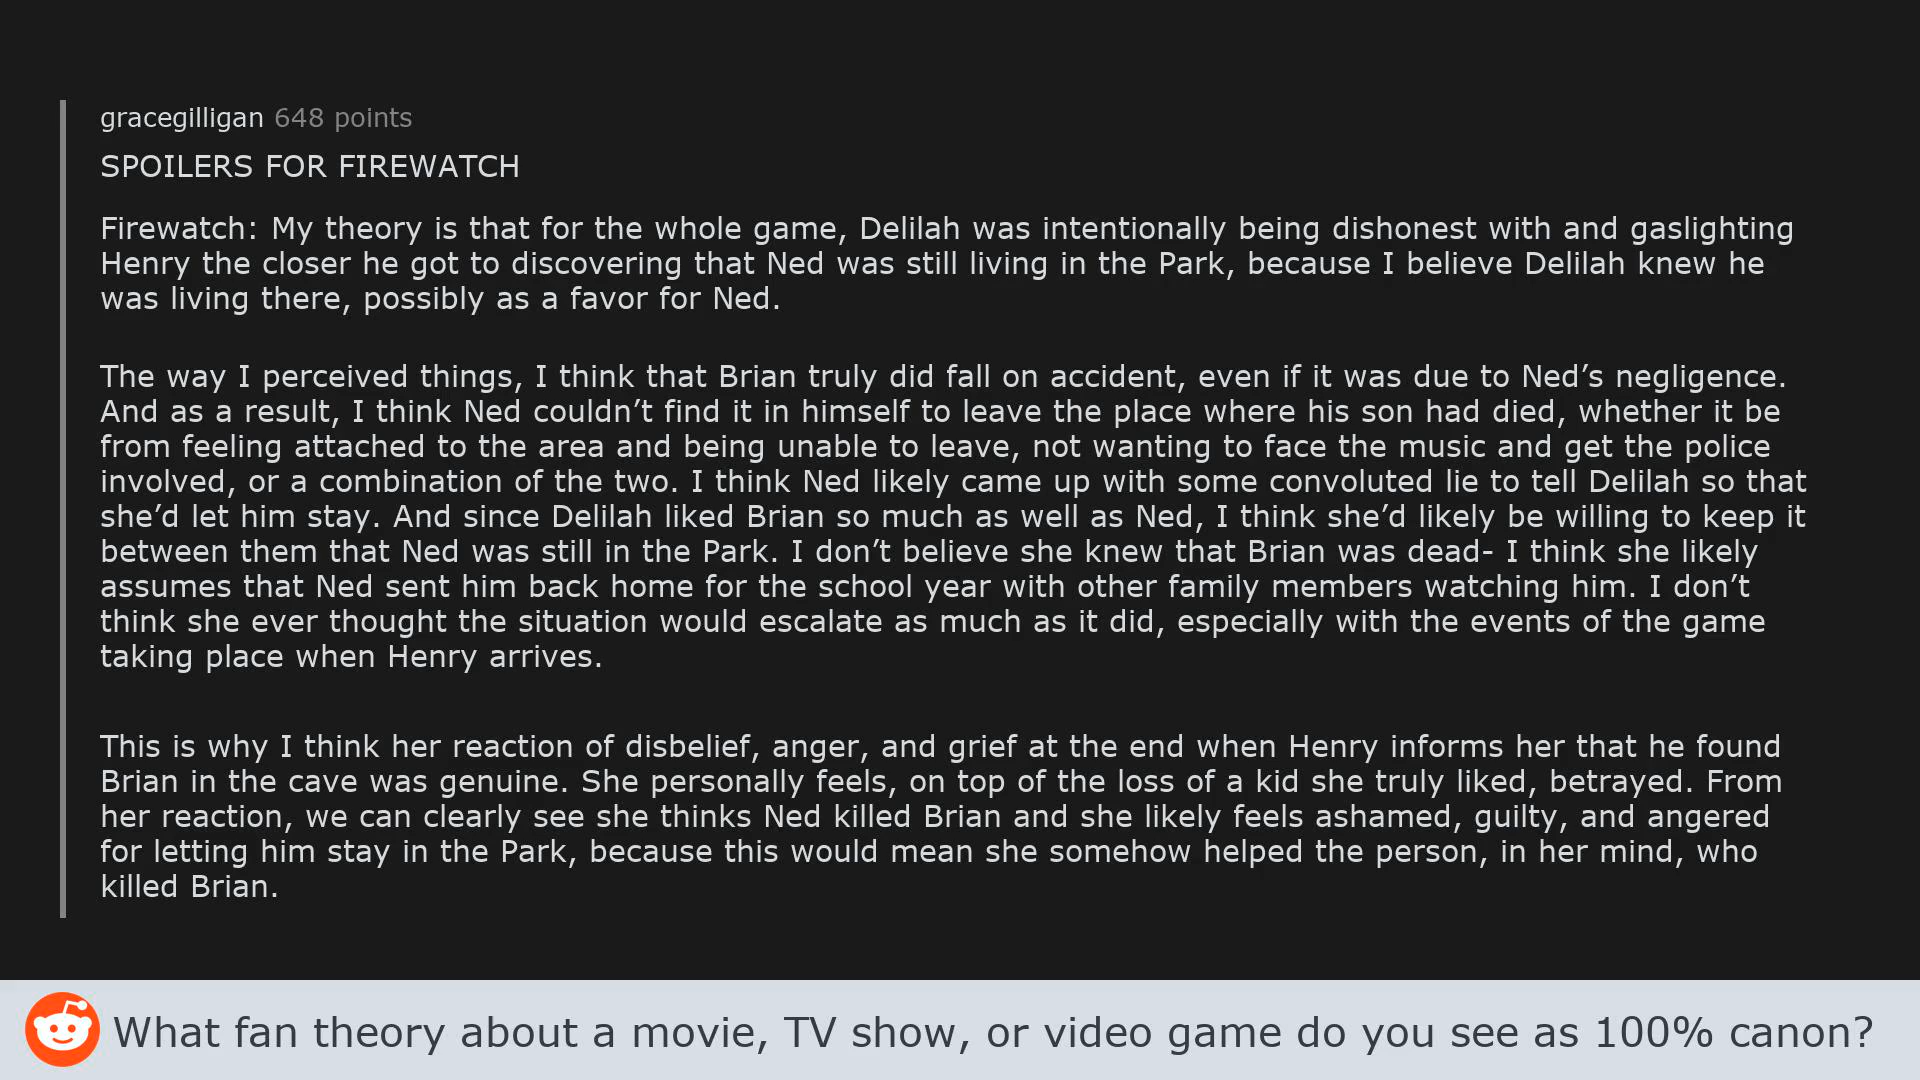 gracegilligan 648 points
SPOILERS FOR FIREWATCH
Firewatch: My theory is that for the whole game, Delilah was intentionally being dishonest with and gaslighting
Henry the closer he got to discovering that Ned was still living in the Park, because I believe Delilah knew he
was living there, possibly as a favor for Ned.
The way I perceived things, I think that Brian truly did fall on accident, even if it was due to Ned’s negligence.
And as a result, I think Ned couldn’t find it in himself to leave the place where his son had died, whether it be
from feeling attached to the area and being unable to leave, not wanting to face the music and get the police
involved, or a combination of the two. I think Ned likely came up with some convoluted lie to tell Delilah so that
she’d let him stay. And since Delilah liked Brian so much as well as Ned, I think she’d likely be willing to keep it
between them that Ned was still in the Park. I don’t believe she knew that Brian was dead- I think she likely
assumes that Ned sent him back home for the school year with other family members watching him. I don’t
think she ever thought the situation would escalate as much as it did, especially with the events of the game
taking place when Henry arrives.
This is why I think her reaction of disbelief, anger, and grief at the end when Henry informs her that he found
Brian in the cave was genuine. She personally feels, on top of the loss of a kid she truly liked, betrayed. From
her reaction, we can clearly see she thinks Ned killed Brian and she likely feels ashamed, guilty, and angered
for letting him stay in the Park, because this would mean she somehow helped the person, in her mind, who
killed Brian.
What fan theory about a movie, TV show, or video game do you see as 100% canon?